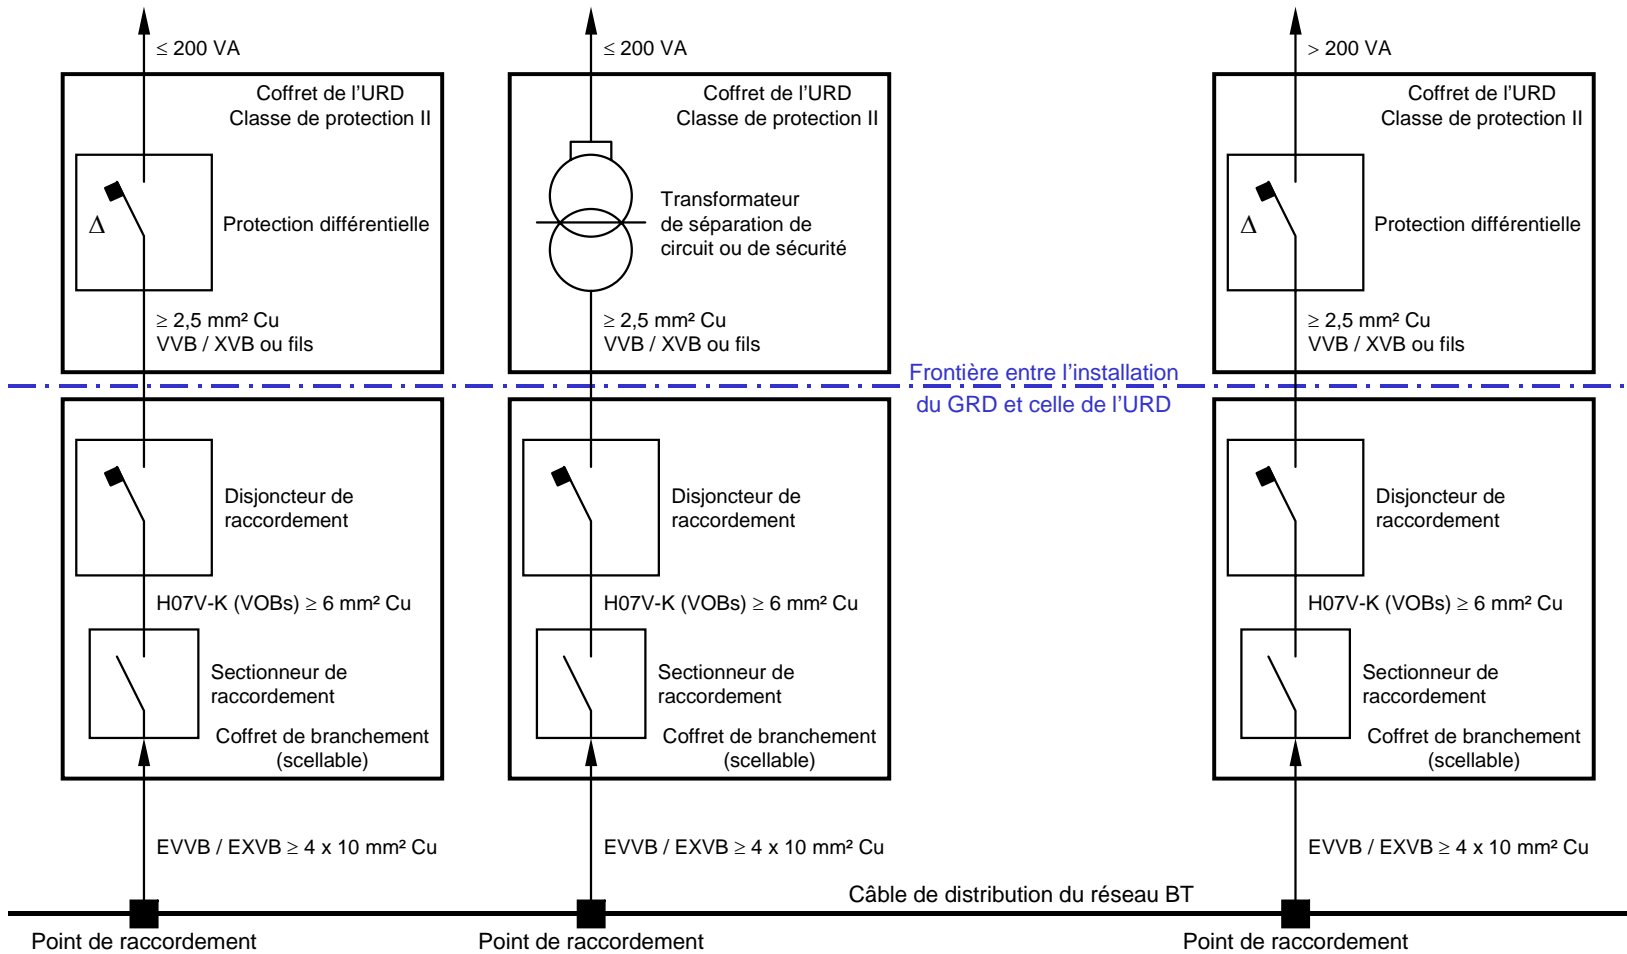 ≤ 200 VA
≤ 200 VA
> 200 VA
Coffret de l'URD
Classe de protection II
Coffret de l'URD
Classe de protection II
Coffret de l'URD
Classe de protection II
Δ
Protection différentielle
Transformateur
de séparation de
circuit ou de sécurité
Δ
Protection différentielle
≥ 2,5 mm² Cu
VVB / XVB ou fils
≥ 2,5 mm² Cu
VVB / XVB ou fils
≥ 2,5 mm² Cu
VVB / XVB ou fils
Frontière entre l'installation
du GRD et celle de l'URD
Disjoncteur de
raccordement
Disjoncteur de
raccordement
Disjoncteur de
raccordement
H07V-K (VOBs) ≥ 6 mm² Cu
H07V-K (VOBs) ≥ 6 mm² Cu
H07V-K (VOBs) ≥ 6 mm² Cu
Sectionneur de
raccordement
Sectionneur de
raccordement
Sectionneur de
raccordement
Coffret de branchement
(scellable)
Coffret de branchement
(scellable)
Coffret de branchement
(scellable)
EVVB / EXVB ≥ 4 x 10 mm² Cu
EVVB / EXVB ≥ 4 x 10 mm² Cu
EVVB / EXVB ≥ 4 x 10 mm² Cu
Câble de distribution du réseau BT
Point de raccordement
Point de raccordement
Point de raccordement